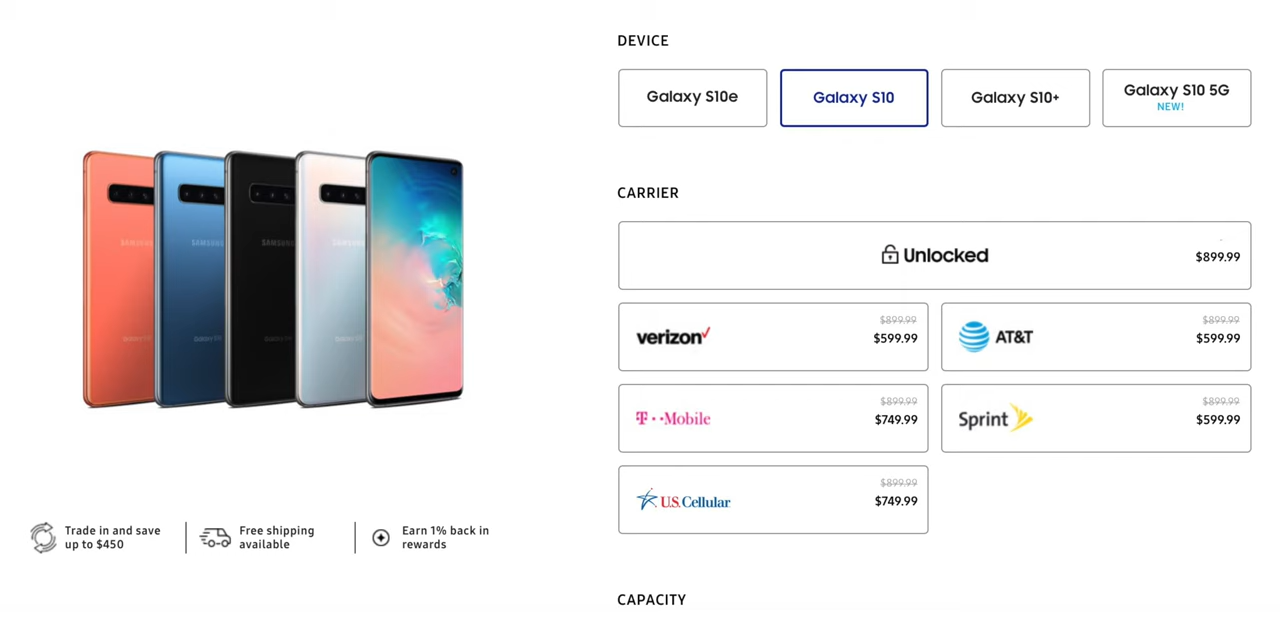 DEVICE
Galaxy S10e
Galaxy S10
Galaxy S10+
Galaxy S10 5G
NEW!
CARRIER
Unlocked
$899.99
verizon
$899.99
$599.99
AT&T
$899.99
$599.99
T Mobile
$899.99
$749.99
Sprint
$899.99
$599.99
U.S. Cellular
$899.99
$749.99
CAPACITY
SAMSUNG
Trade in and save
up to $450
Free shipping
available
Earn 1% back in
rewards